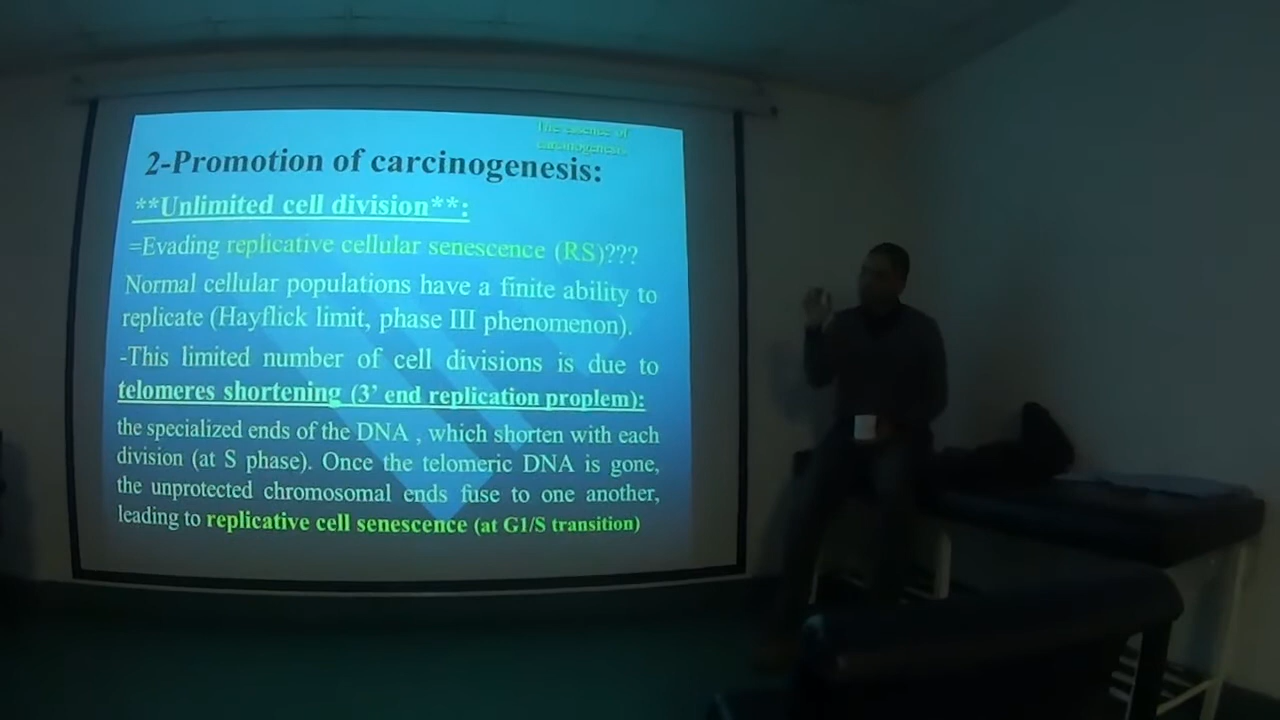 The essense of
carcinogenesis
2-Promotion of carcinogenesis:
**Unlimited cell division**:
=Evading replicative cellular senescence (RS)???
Normal cellular populations have a finite ability to
replicate (Hayflick limit, phase III phenomenon).
-This limited number of cell divisions is due to
telomeres shortening (3’ end replication proplem):
the specialized ends of the DNA , which shorten with each
division (at S phase). Once the telomeric DNA is gone,
the unprotected chromosomal ends fuse to one another,
leading to replicative cell senescence (at G1/S transition)